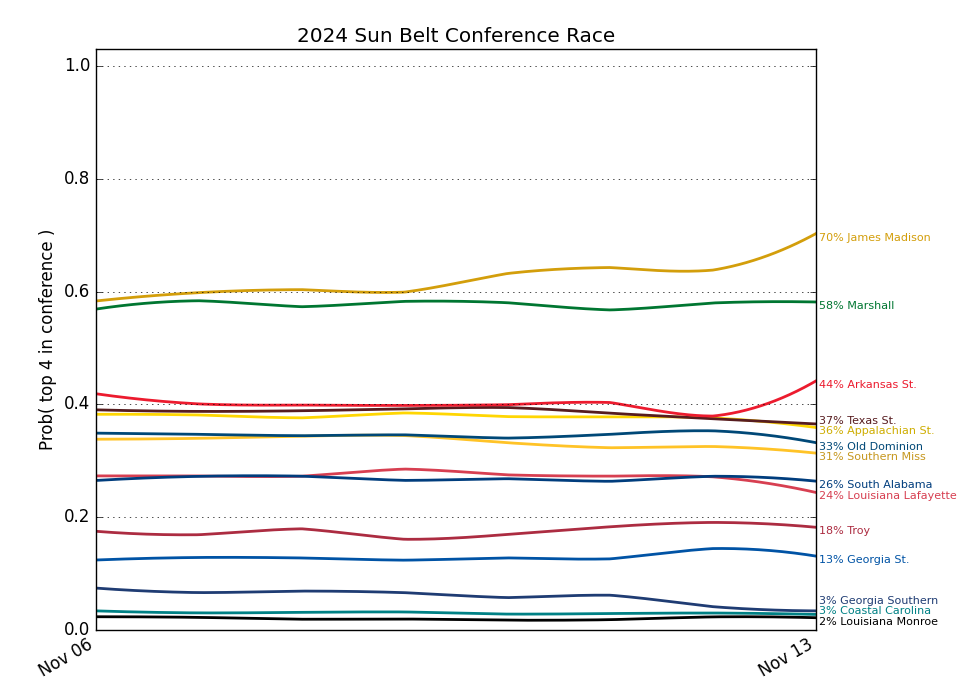 2024 Sun Belt Conference Race
Prob( top 4 in conference )
1.0
0.8
0.6
0.4
0.2
0.0
Nov 06
Nov 13
70% James Madison
58% Marshall
44% Arkansas St.
37% Texas St.
36% Appalachian St.
33% Old Dominion
31% Southern Miss
26% South Alabama
24% Louisiana Lafayette
18% Troy
13% Georgia St.
3% Georgia Southern
3% Coastal Carolina
2% Louisiana Monroe